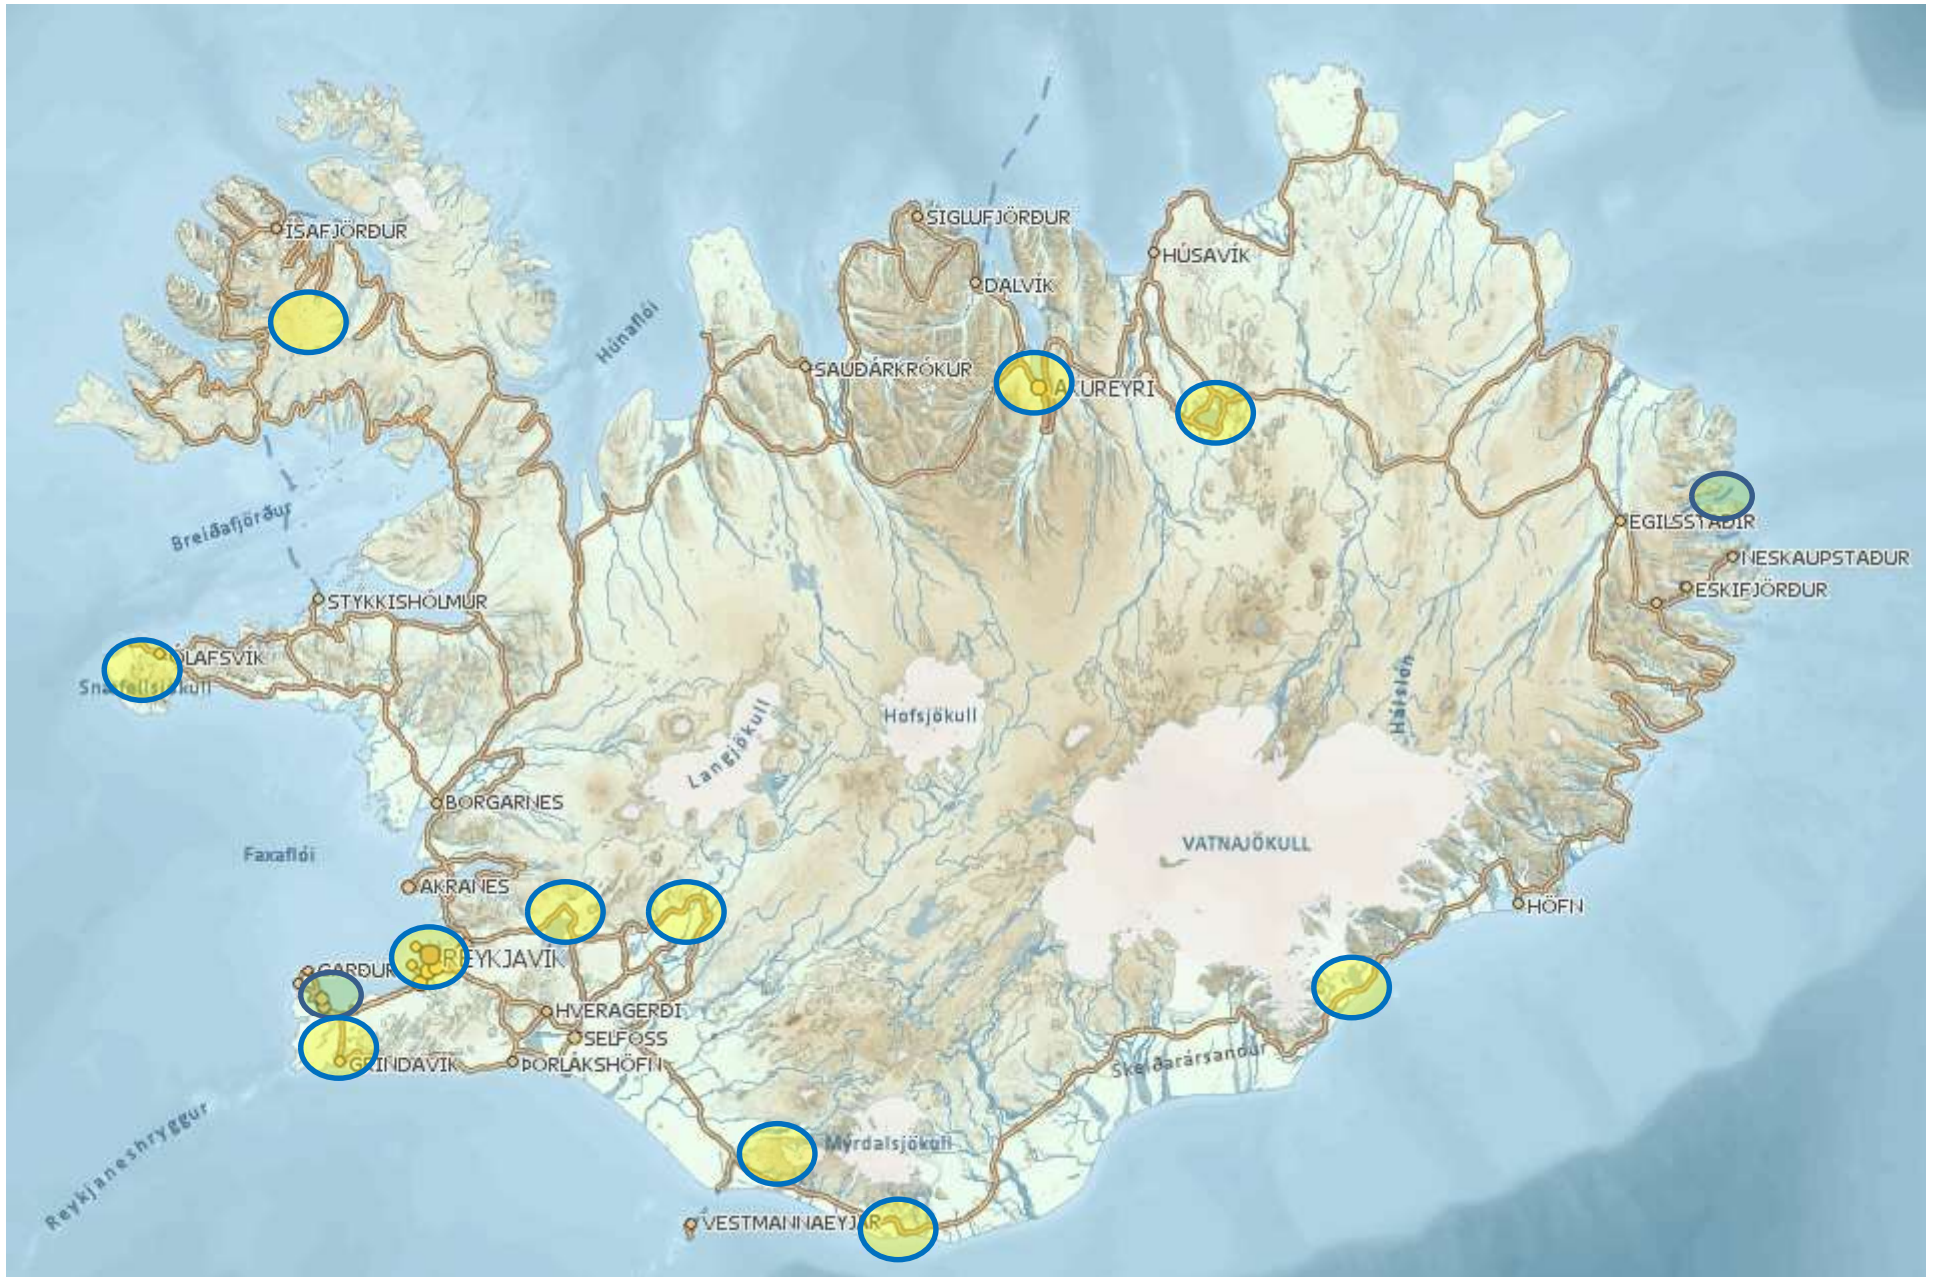 SIGLUFJÖRÐUR
ÍSAFJÖRÐUR
HÚSAVÍK
DALVÍK
Húnaflói
SAUÐÁRKRÓKUR
AKUREYRI
Breiðafjörður
EGILSSTAÐIR
NESKAUPSTAÐUR
ESKIFJÖRÐUR
STYKKISHÓLMUR
ÓLAFSVÍK
Snæfellsjökull
Hálslón
Hofsjökull
Langjökull
BORGARNES
VATNAJÖKULL
Faxaflói
AKRANES
HÖFN
REYKJAVÍK
GARÐUR
HVERAGERÐI
SELFOSS
GRINDAVÍK
ÞORLÁKSHÖFN
Skeiðarársandur
Mýrdalsjökull
Reykjaneshryggur
VESTMANNAEYJAR